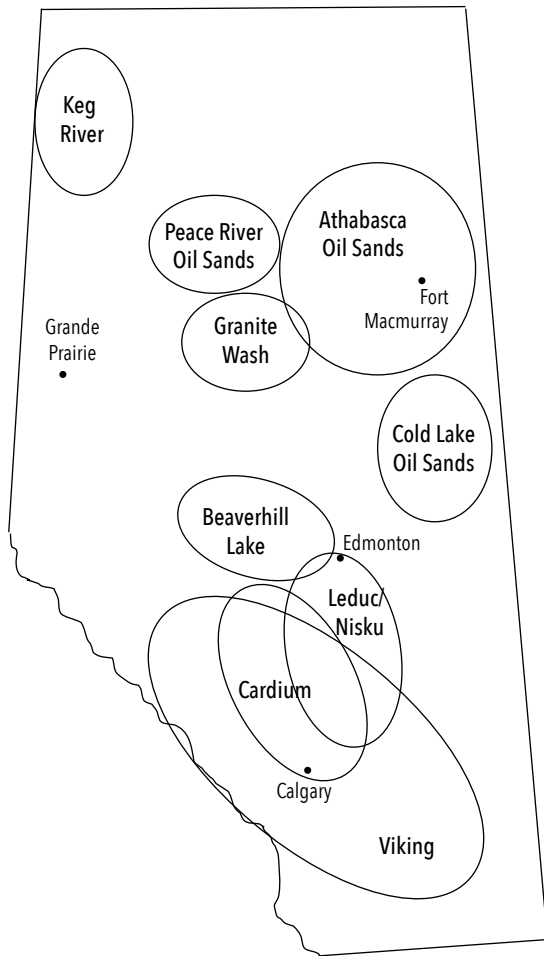 Keg
River
Peace River
Oil Sands
Athabasca
Oil Sands
Fort
Macmurray
Granite
Wash
Grande
Prairie
Cold Lake
Oil Sands
Beaverhill
Lake
Edmonton
Leduc/
Nisku
Cardium
Calgary
Viking